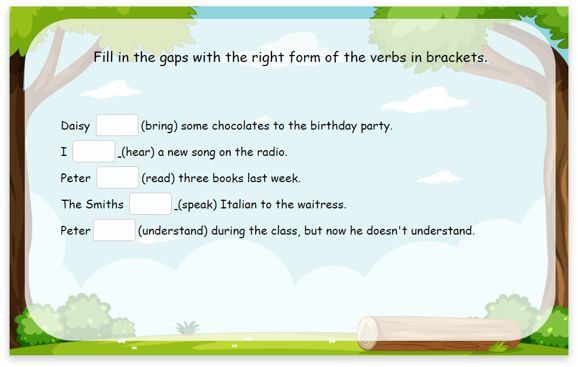 Fill in the gaps with the right form of the verbs in brackets.
Daisy (bring) some chocolates to the birthday party.
I _(hear) a new song on the radio.
Peter (read) three books last week.
The Smiths _(speak) Italian to the waitress.
Peter (understand) during the class, but now he doesn't understand.